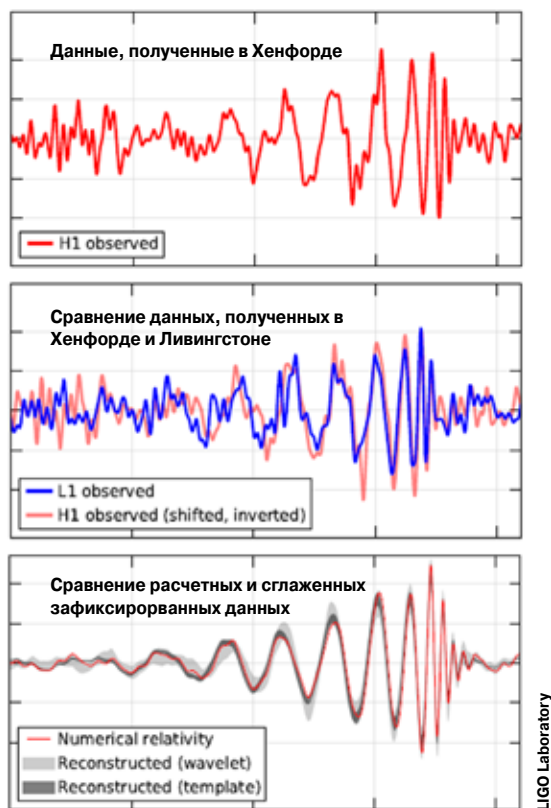 Данные, полученные в Хенфорде
H1 observed
Сравнение данных, полученных в
Хенфорде и Ливингстоне
L1 observed
H1 observed (shifted, inverted)
Сравнение расчетных и сглаженных
зафиксирорванных данных
Numerical relativity
Reconstructed (wavelet)
Reconstructed (template)
LIGO Laboratory